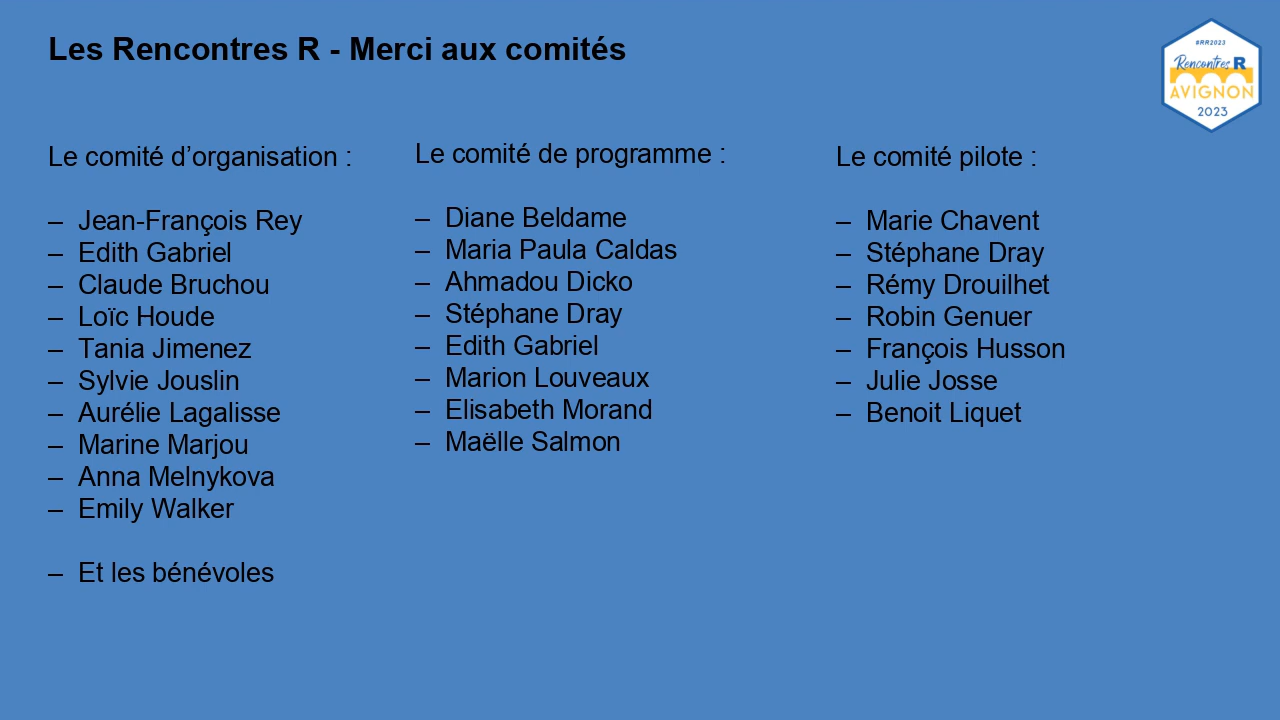 Les Rencontres R - Merci aux comités
#RR2023
Rencontres R
AVIGNON
2023
Le comité d’organisation :
– Jean-François Rey
– Edith Gabriel
– Claude Bruchou
– Loïc Houde
– Tania Jimenez
– Sylvie Jouslin
– Aurélie Lagalisse
– Marine Marjou
– Anna Melnykova
– Emily Walker
– Et les bénévoles
Le comité de programme :
– Diane Beldame
– Maria Paula Caldas
– Ahmadou Dicko
– Stéphane Dray
– Edith Gabriel
– Marion Louveaux
– Elisabeth Morand
– Maëlle Salmon
Le comité pilote :
– Marie Chavent
– Stéphane Dray
– Rémy Drouilhet
– Robin Genuer
– François Husson
– Julie Josse
– Benoit Liquet